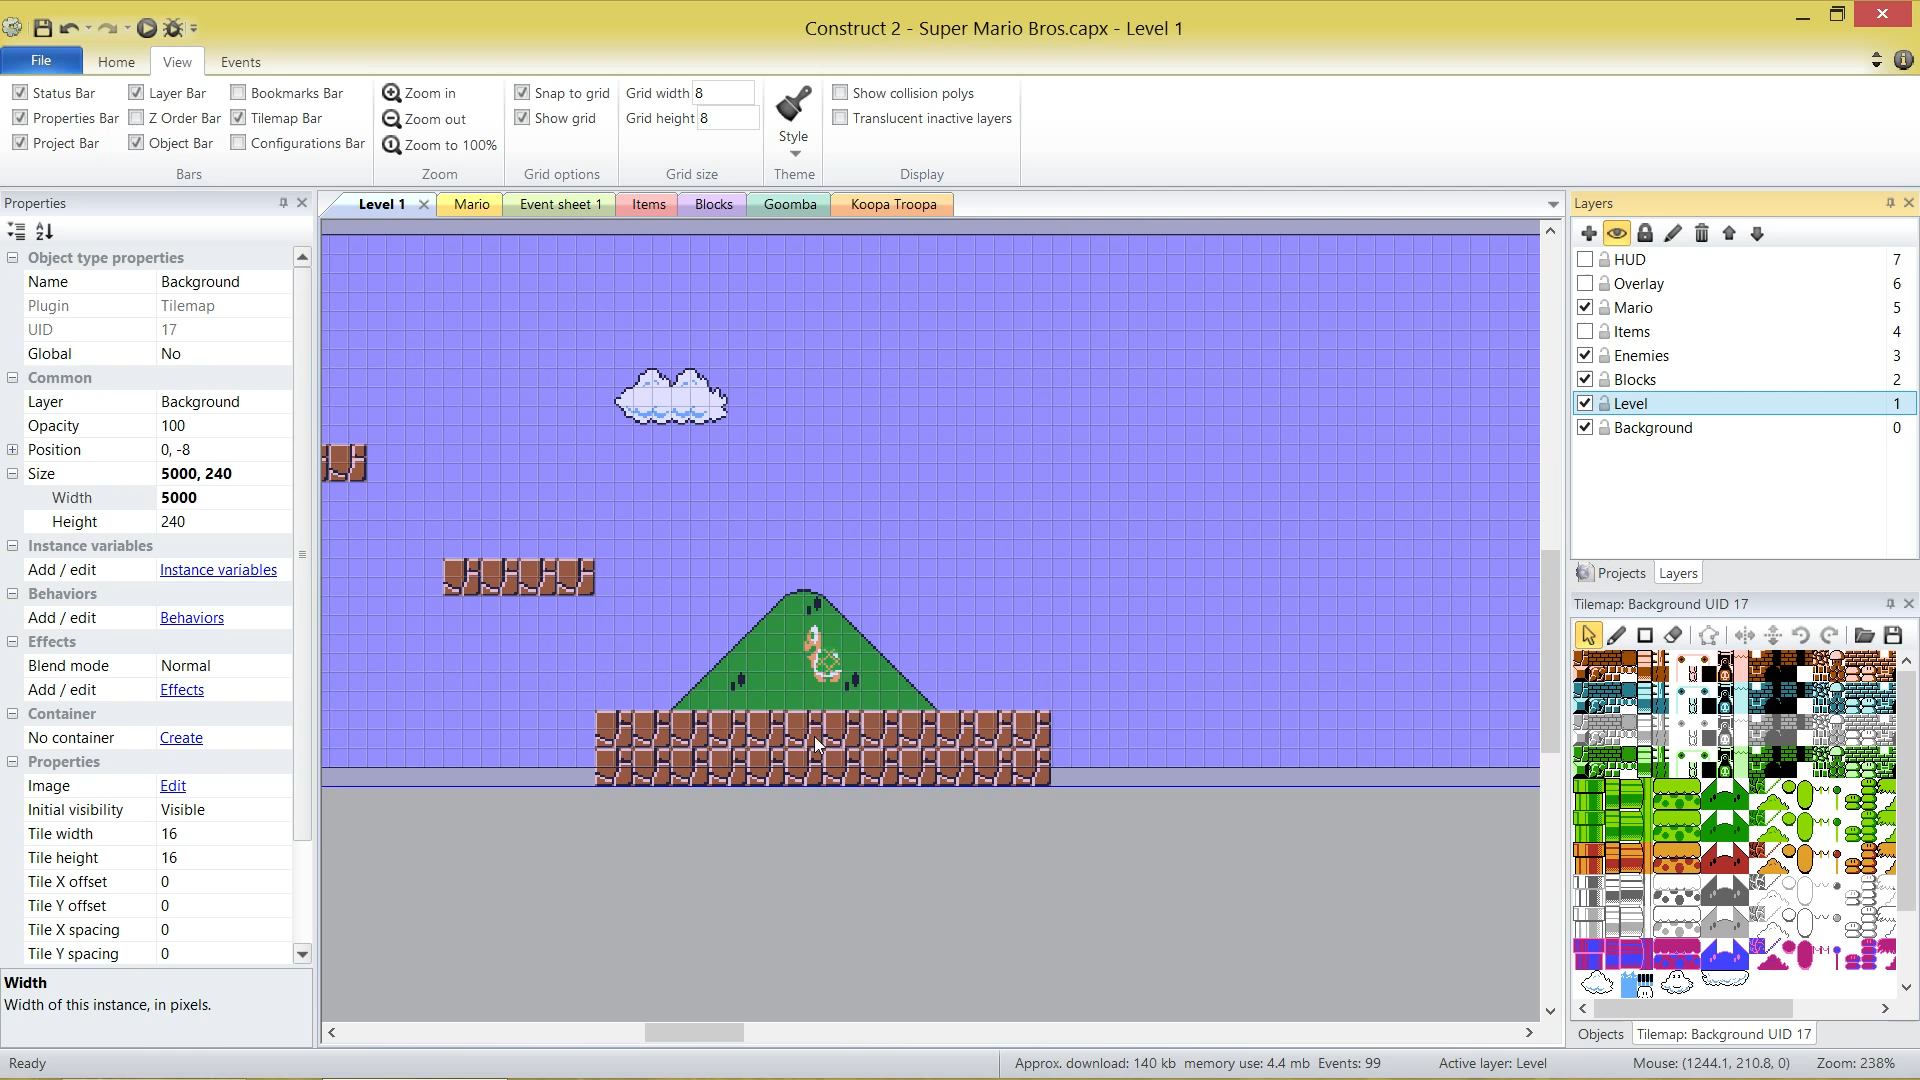 Construct 2 - Super Mario Bros.capx - Level 1
File
Home
View
Events
Status Bar
Layer Bar
Bookmarks Bar
Properties Bar
Z Order Bar
Tilemap Bar
Project Bar
Object Bar
Configurations Bar
Bars
Zoom in
Zoom out
Zoom to 100%
Zoom
Snap to grid
Show grid
Grid options
Grid width 8
Grid height 8
Grid size
Style
Theme
Show collision polys
Translucent inactive layers
Display
Properties
Object type properties
Name Background
Plugin Tilemap
UID 17
Global No
Common
Layer Background
Opacity 100
Position 0, -8
Size 5000, 240
Width 5000
Height 240
Instance variables
Add / edit Instance variables
Behaviors
Add / edit Behaviors
Effects
Blend mode Normal
Add / edit Effects
Container
No container Create
Properties
Image Edit
Initial visibility Visible
Tile width 16
Tile height 16
Tile X offset 0
Tile Y offset 0
Tile X spacing 0
Tile Y spacing 0
Width
Width of this instance, in pixels.
Level 1
Mario
Event sheet 1
Items
Blocks
Goomba
Koopa Troopa
Layers
HUD 7
Overlay 6
Mario 5
Items 4
Enemies 3
Blocks 2
Level 1
Background 0
Projects
Layers
Tilemap: Background UID 17
Objects
Tilemap: Background UID 17
Ready
Approx. download: 140 kb memory use: 4.4 mb Events: 99
Active layer: Level
Mouse: (1244.1, 210.8, 0)
Zoom: 238%